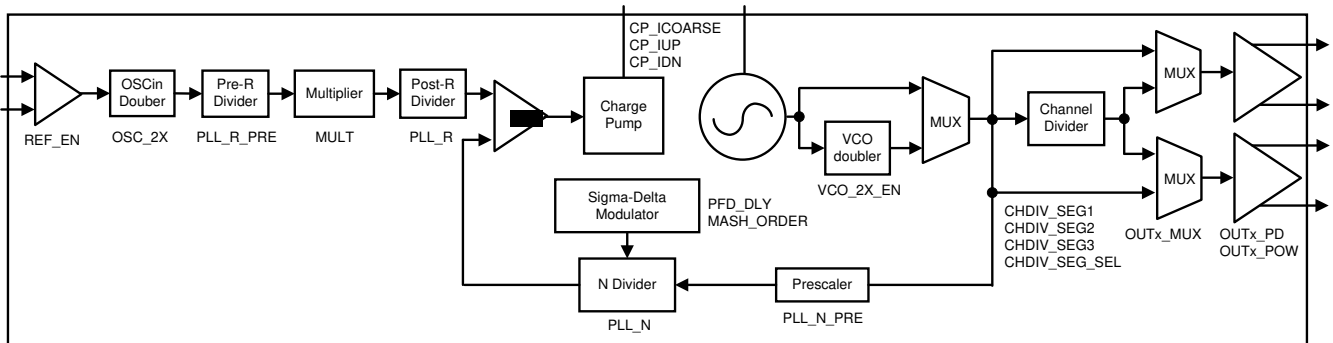 CP_ICOARSE
CP_IUP
CP_IDN
OSCin
Douber
Pre-R
Divider
Multiplier
Post-R
Divider
Charge
Pump
REF_EN
OSC_2X
PLL_R_PRE
MULT
PLL_R
VCO
doubler
VCO_2X_EN
MUX
Channel
Divider
MUX
MUX
Sigma-Delta
Modulator
PFD_DLY
MASH_ORDER
CHDIV_SEG1
CHDIV_SEG2
CHDIV_SEG3
CHDIV_SEG_SEL
OUTx_MUX
OUTx_PD
OUTx_POW
N Divider
PLL_N
Prescaler
PLL_N_PRE